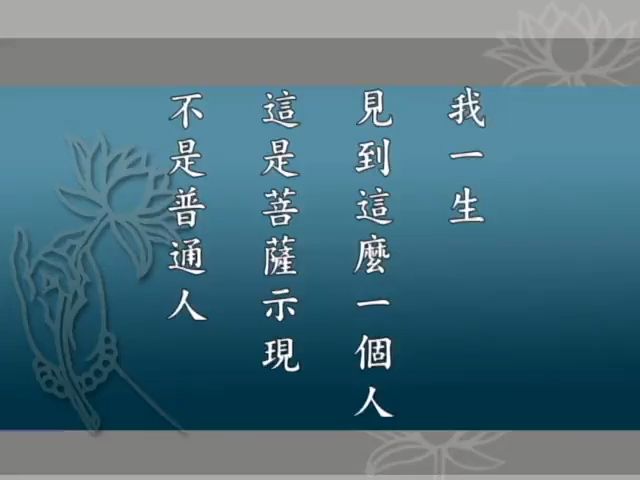 我一生
見到這麼一個人
這是菩薩示現
不是普通人